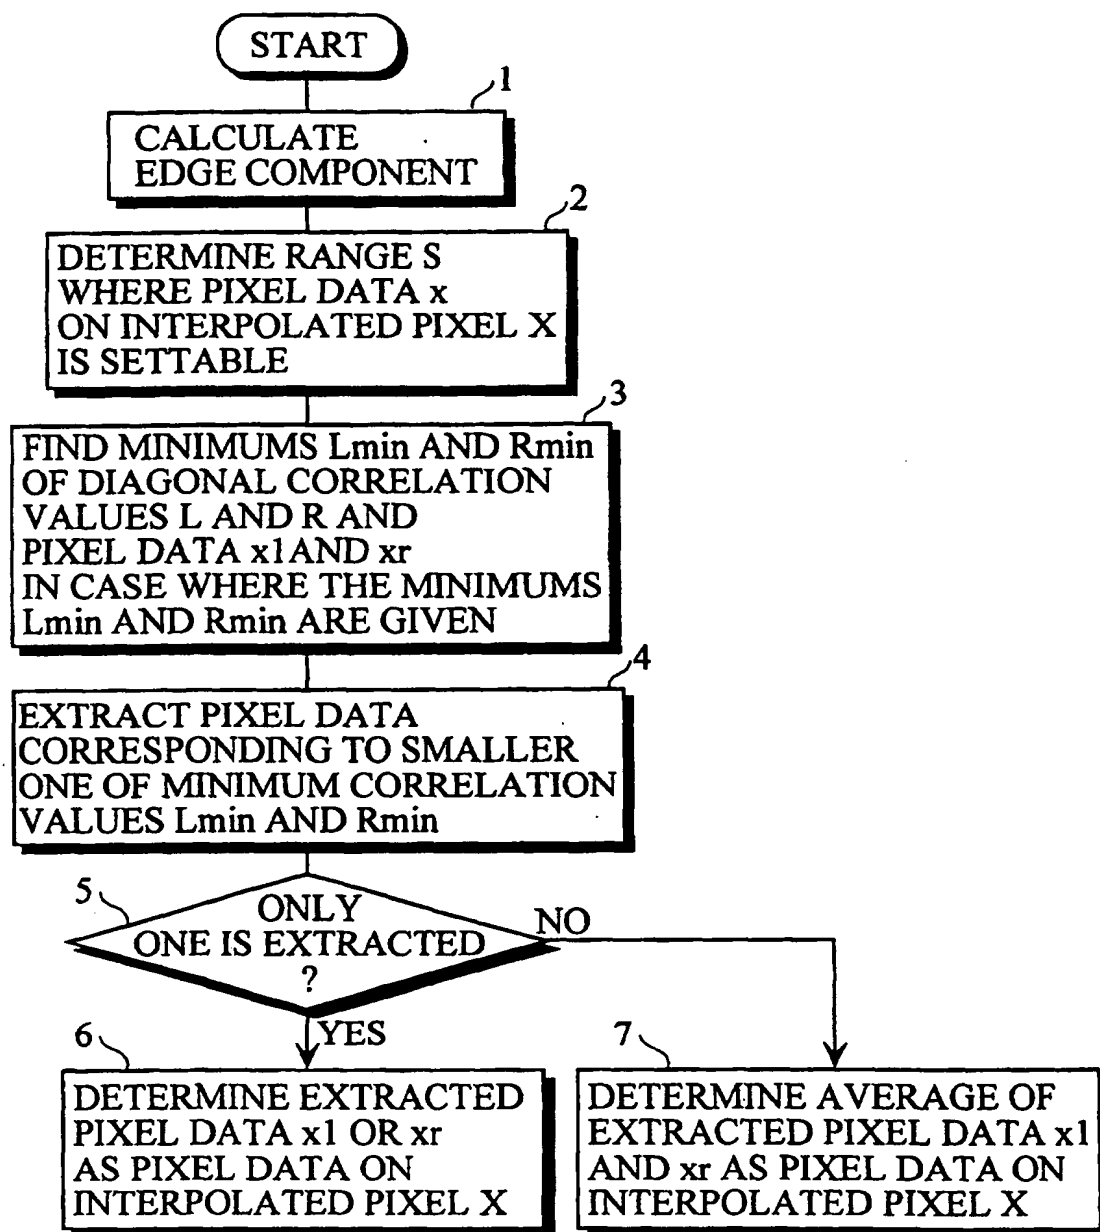 START
1
CALCULATE
EDGE COMPONENT
2
DETERMINE RANGE S
WHERE PIXEL DATA x
ON INTERPOLATED PIXEL X
IS SETTABLE
3
FIND MINIMUMS Lmin AND Rmin
OF DIAGONAL CORRELATION
VALUES L AND R AND
PIXEL DATA x1AND xr
IN CASE WHERE THE MINIMUMS
Lmin AND Rmin ARE GIVEN
4
EXTRACT PIXEL DATA
CORRESPONDING TO SMALLER
ONE OF MINIMUM CORRELATION
VALUES Lmin AND Rmin
5
ONLY
ONE IS EXTRACTED
?
NO
YES
6
DETERMINE EXTRACTED
PIXEL DATA x1 OR xr
AS PIXEL DATA ON
INTERPOLATED PIXEL X
7
DETERMINE AVERAGE OF
EXTRACTED PIXEL DATA x1
AND xr AS PIXEL DATA ON
INTERPOLATED PIXEL X